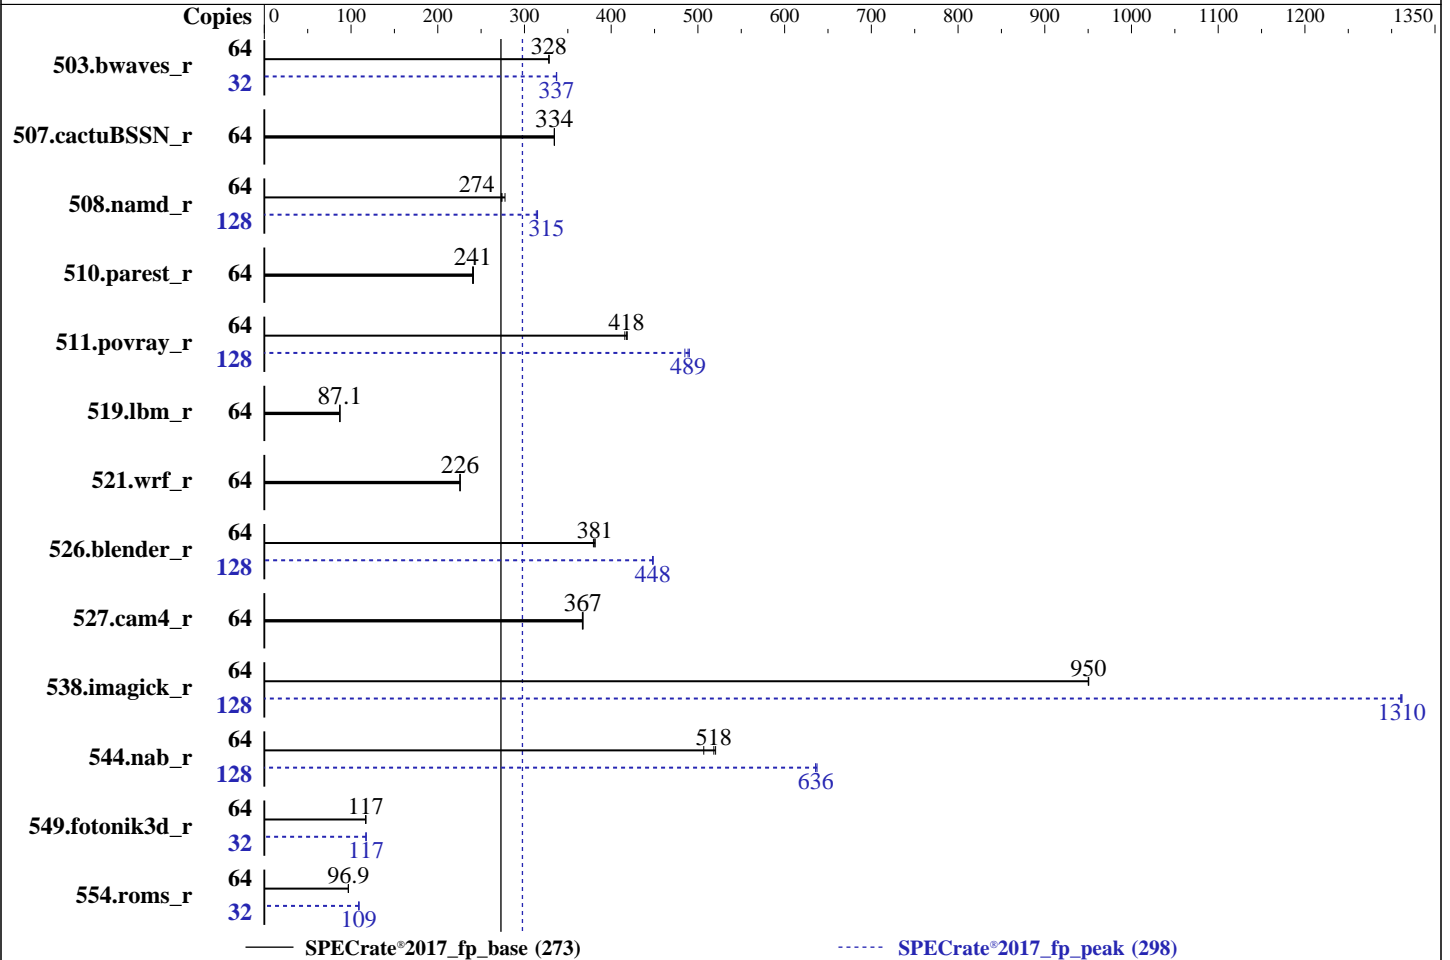 Copies 0 100 200 300 400 500 600 700 800 900 1000 1100 1200 1350
503.bwaves_r 64 328
32 337
507.cactuBSSN_r 64 334
508.namd_r 64 274
128 315
510.parest_r 64 241
511.povray_r 64 418
128 489
519.lbm_r 64 87.1
521.wrf_r 64 226
526.blender_r 64 381
128 448
527.cam4_r 64 367
538.imagick_r 64 950
128 1310
544.nab_r 64 518
128 636
549.fotonik3d_r 64 117
32 117
554.roms_r 64 96.9
32 109
SPECrate®2017_fp_base (273) SPECrate®2017_fp_peak (298)